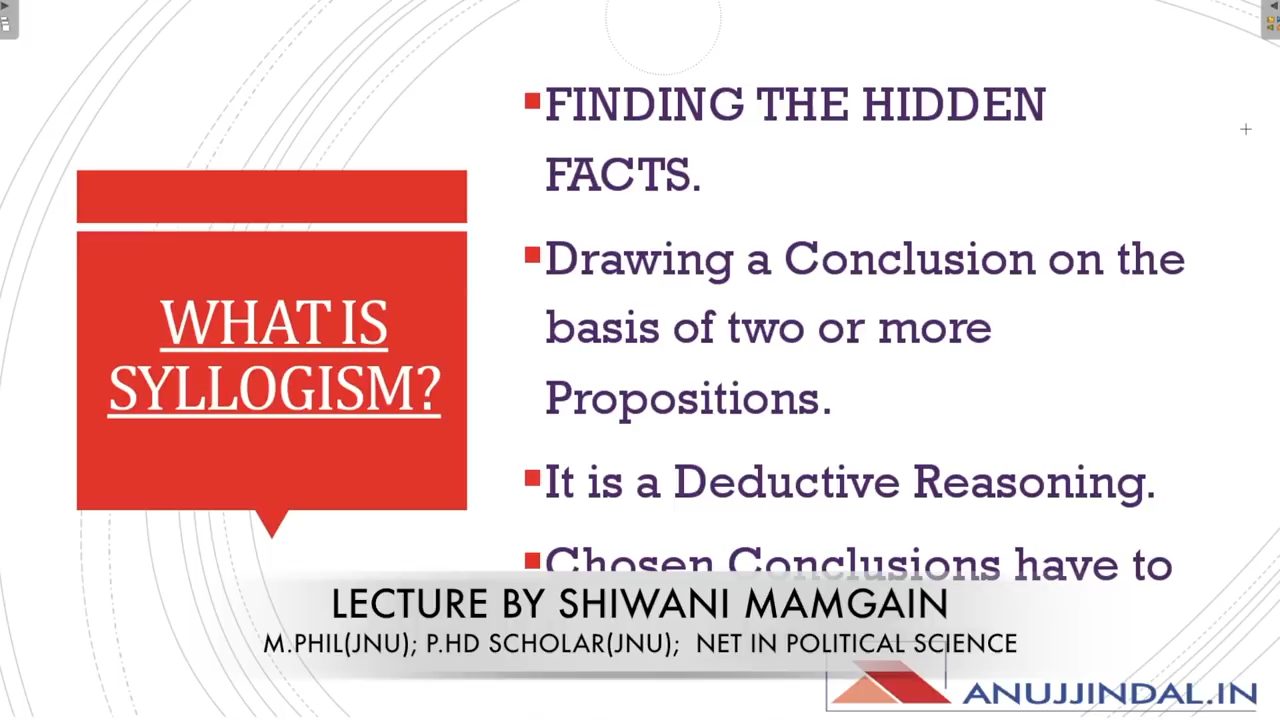 WHAT IS
SYLLOGISM?
FINDING THE HIDDEN
FACTS.
Drawing a Conclusion on the
basis of two or more
Propositions.
It is a Deductive Reasoning.
Chosen Conclusions have to
LECTURE BY SHIWANI MAMGAIN
M.PHIL(JNU); P.HD SCHOLAR(JNU); NET IN POLITICAL SCIENCE
ANUJJINDAL.IN